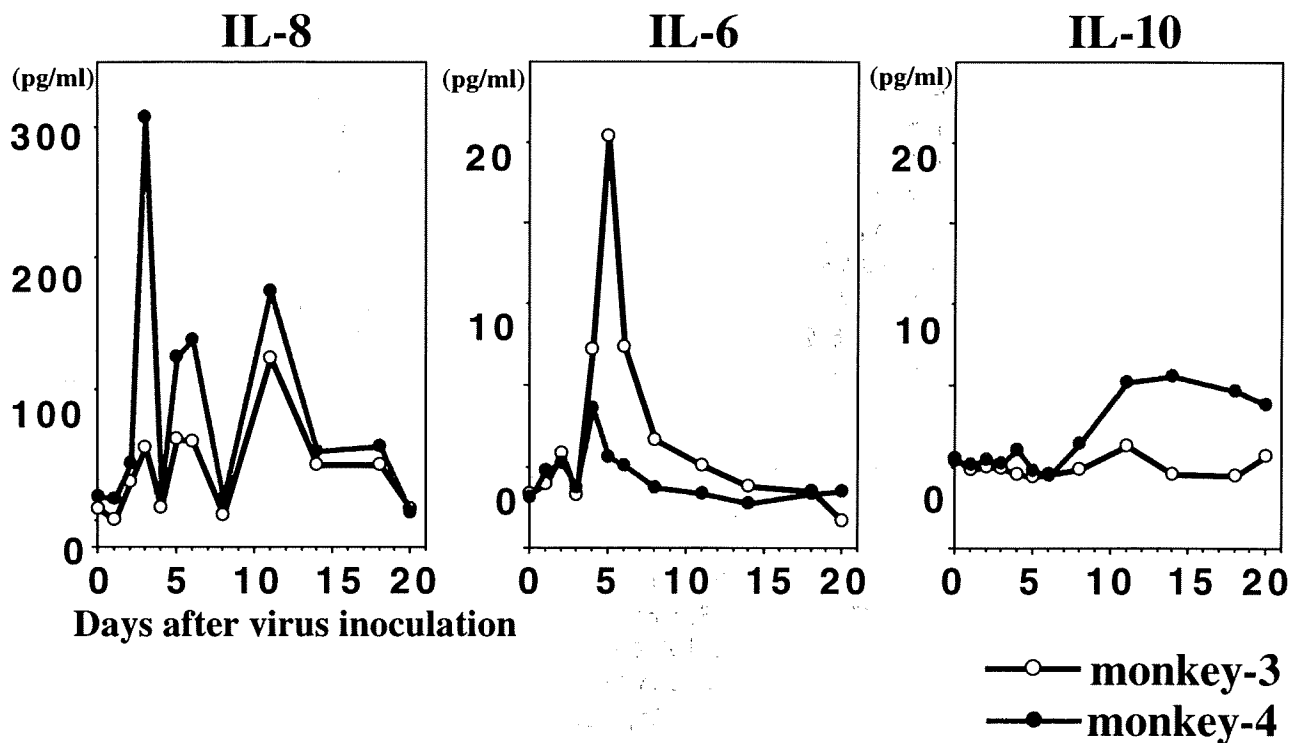 IL-8 IL-6 IL-10
(pg/ml) (pg/ml) (pg/ml)
300 20 20
200 10 10
100 0 0
0
0 5 10 15 20 0 5 10 15 20 0 5 10 15 20
Days after virus inoculation
monkey-3
monkey-4